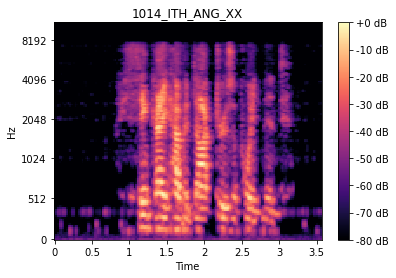 1014_ITH_ANG_XX
Hz
8192
4096
2048
1024
512
0
0 0.5 1 1.5 2 2.5 3 3.5
Time
+0 dB
-10 dB
-20 dB
-30 dB
-40 dB
-50 dB
-60 dB
-70 dB
-80 dB